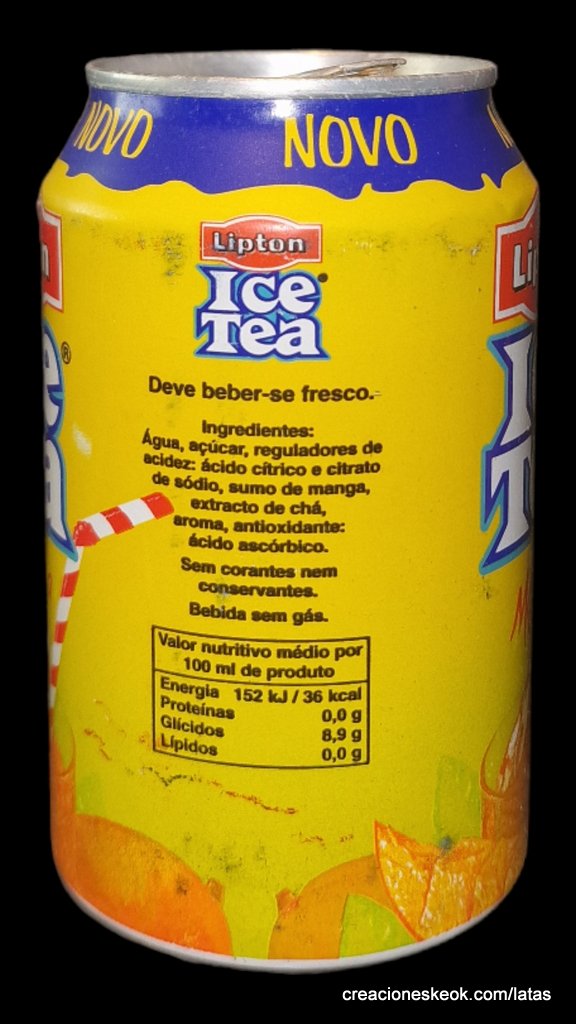 NOVO NOVO
Lipton
Ice
Tea
Deve beber-se fresco.
Ingredientes:
Água, açúcar, reguladores de
acidez: ácido cítrico e citrato
de sódio, sumo de manga,
extracto de chá,
aroma, antioxidante:
ácido ascórbico.
Sem corantes nem
conservantes.
Bebida sem gás.
Valor nutritivo médio por
100 ml de produto
Energia 152 kJ / 36 kcal
Proteínas 0,0 g
Glícidos 8,9 g
Lípidos 0,0 g
creacioneskeok.com/latas